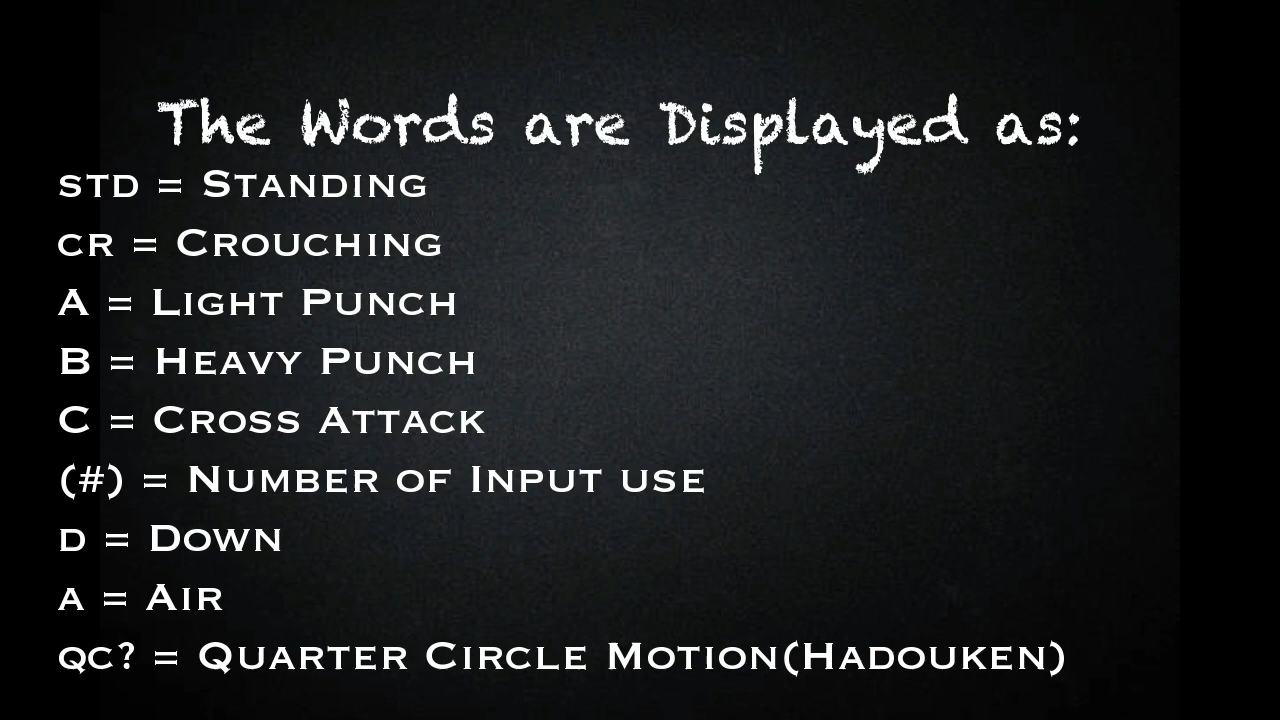 The Words are Displayed as:
std = Standing
cr = Crouching
A = Light Punch
B = Heavy Punch
C = Cross Attack
(#) = Number of Input use
d = Down
a = Air
qc? = Quarter Circle Motion(Hadouken)